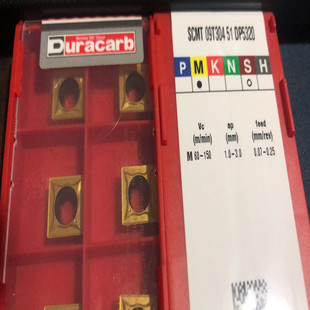 Duracarb
SCMT 09T304 51 DP5320
P M K N S H
Vc ap feed
(m/min) (mm) (mm/rev)
M 60-150 1.0-3.0 0.07-0.25